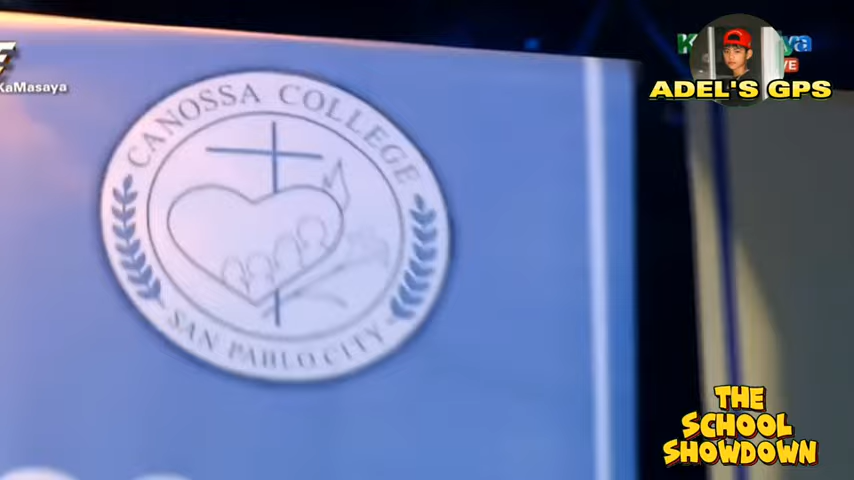 KaMasaya
CANOSSA COLLEGE
SAN PABLO CITY
ADEL'S GPS
THE
SCHOOL
SHOWDOWN